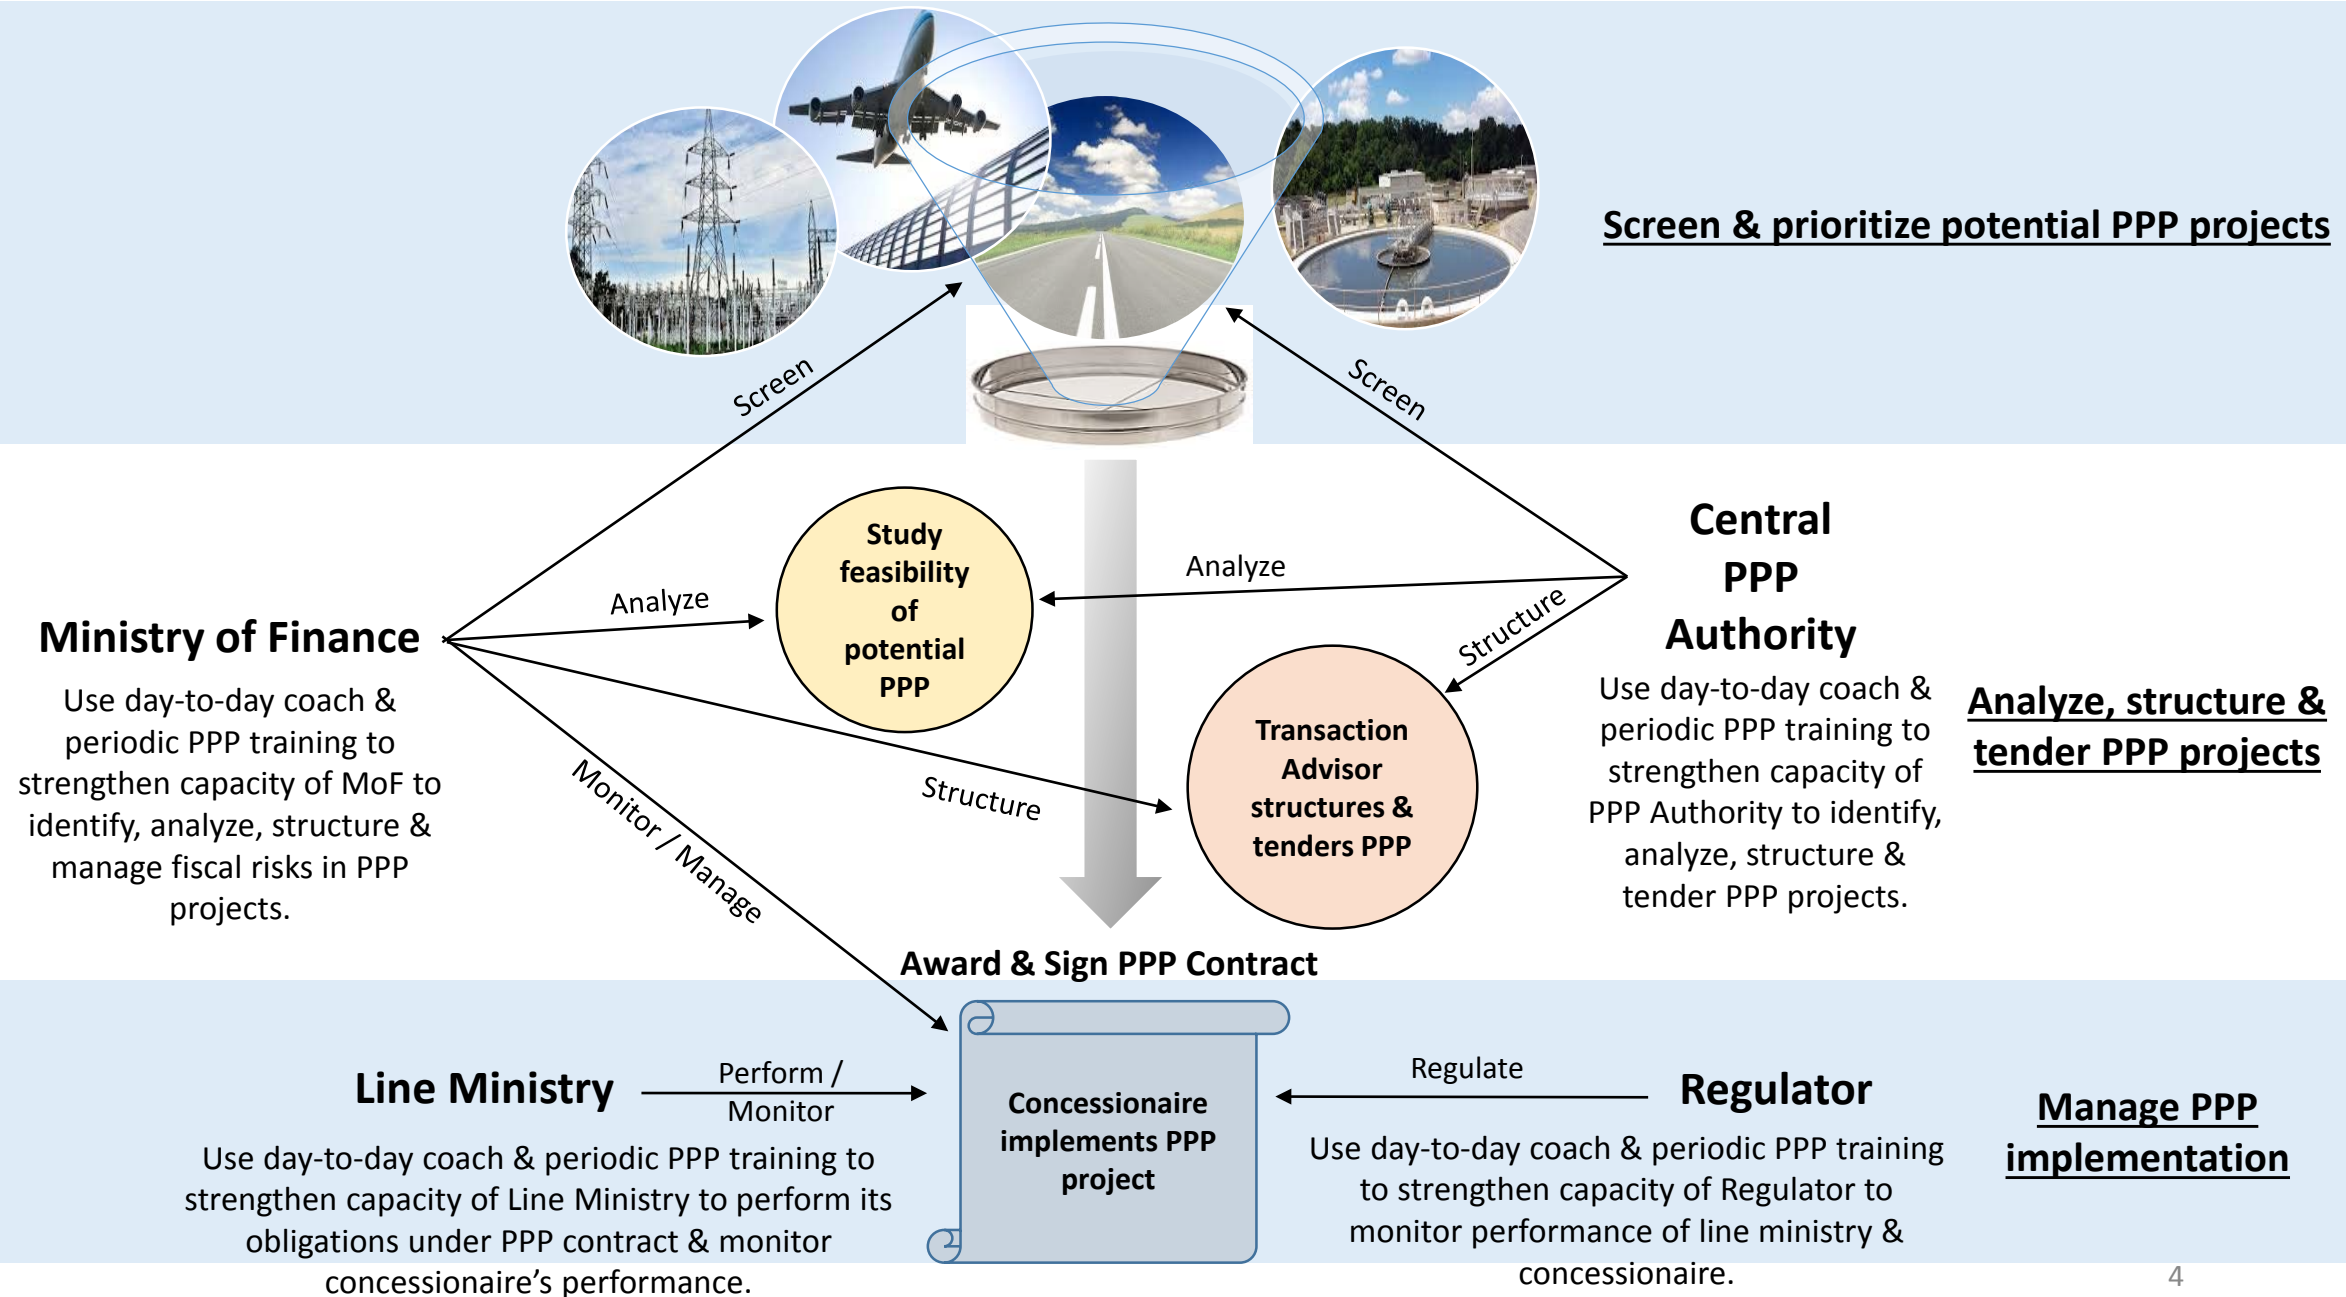 Screen & prioritize potential PPP projects
Screen
Screen
Study
feasibility
of
potential
PPP
Analyze
Analyze
Central
PPP
Authority
Structure
Ministry of Finance
Use day-to-day coach &
periodic PPP training to
strengthen capacity of MoF to
identify, analyze, structure &
manage fiscal risks in PPP
projects.
Monitor / Manage
Structure
Transaction
Advisor
structures &
tenders PPP
Use day-to-day coach &
periodic PPP training to
strengthen capacity of
PPP Authority to identify,
analyze, structure &
tender PPP projects.
Analyze, structure &
tender PPP projects
Award & Sign PPP Contract
Line Ministry
Perform /
Monitor
Use day-to-day coach & periodic PPP training to
strengthen capacity of Line Ministry to perform its
obligations under PPP contract & monitor
concessionaire's performance.
Concessionaire
implements PPP
project
Regulate
Regulator
Use day-to-day coach & periodic PPP training
to strengthen capacity of Regulator to
monitor performance of line ministry &
concessionaire.
Manage PPP
implementation
4